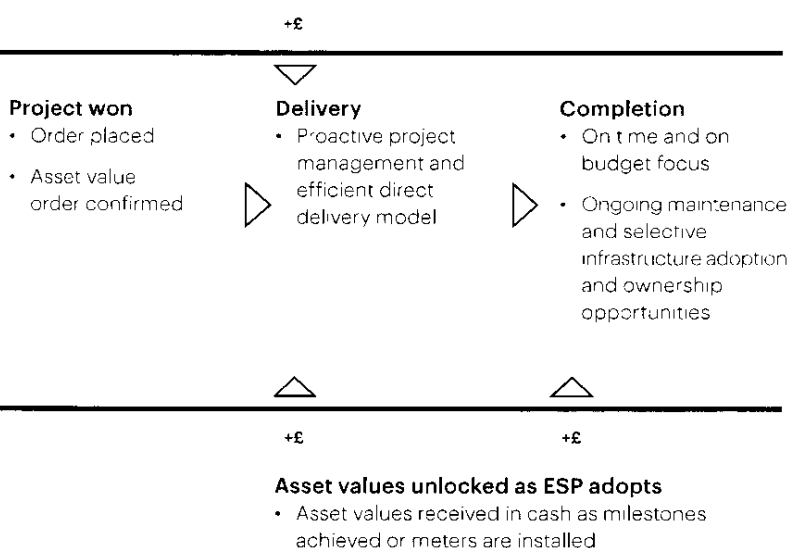 +£
Project won
• Order placed
• Asset value
order confirmed
Delivery
• Proactive project
management and
efficient direct
delivery model
Completion
• On time and on
budget focus
• Ongoing maintenance
and selective
infrastructure adoption
and ownership
opportunities
+£
+£
Asset values unlocked as ESP adopts
• Asset values received in cash as milestones
achieved or meters are installed